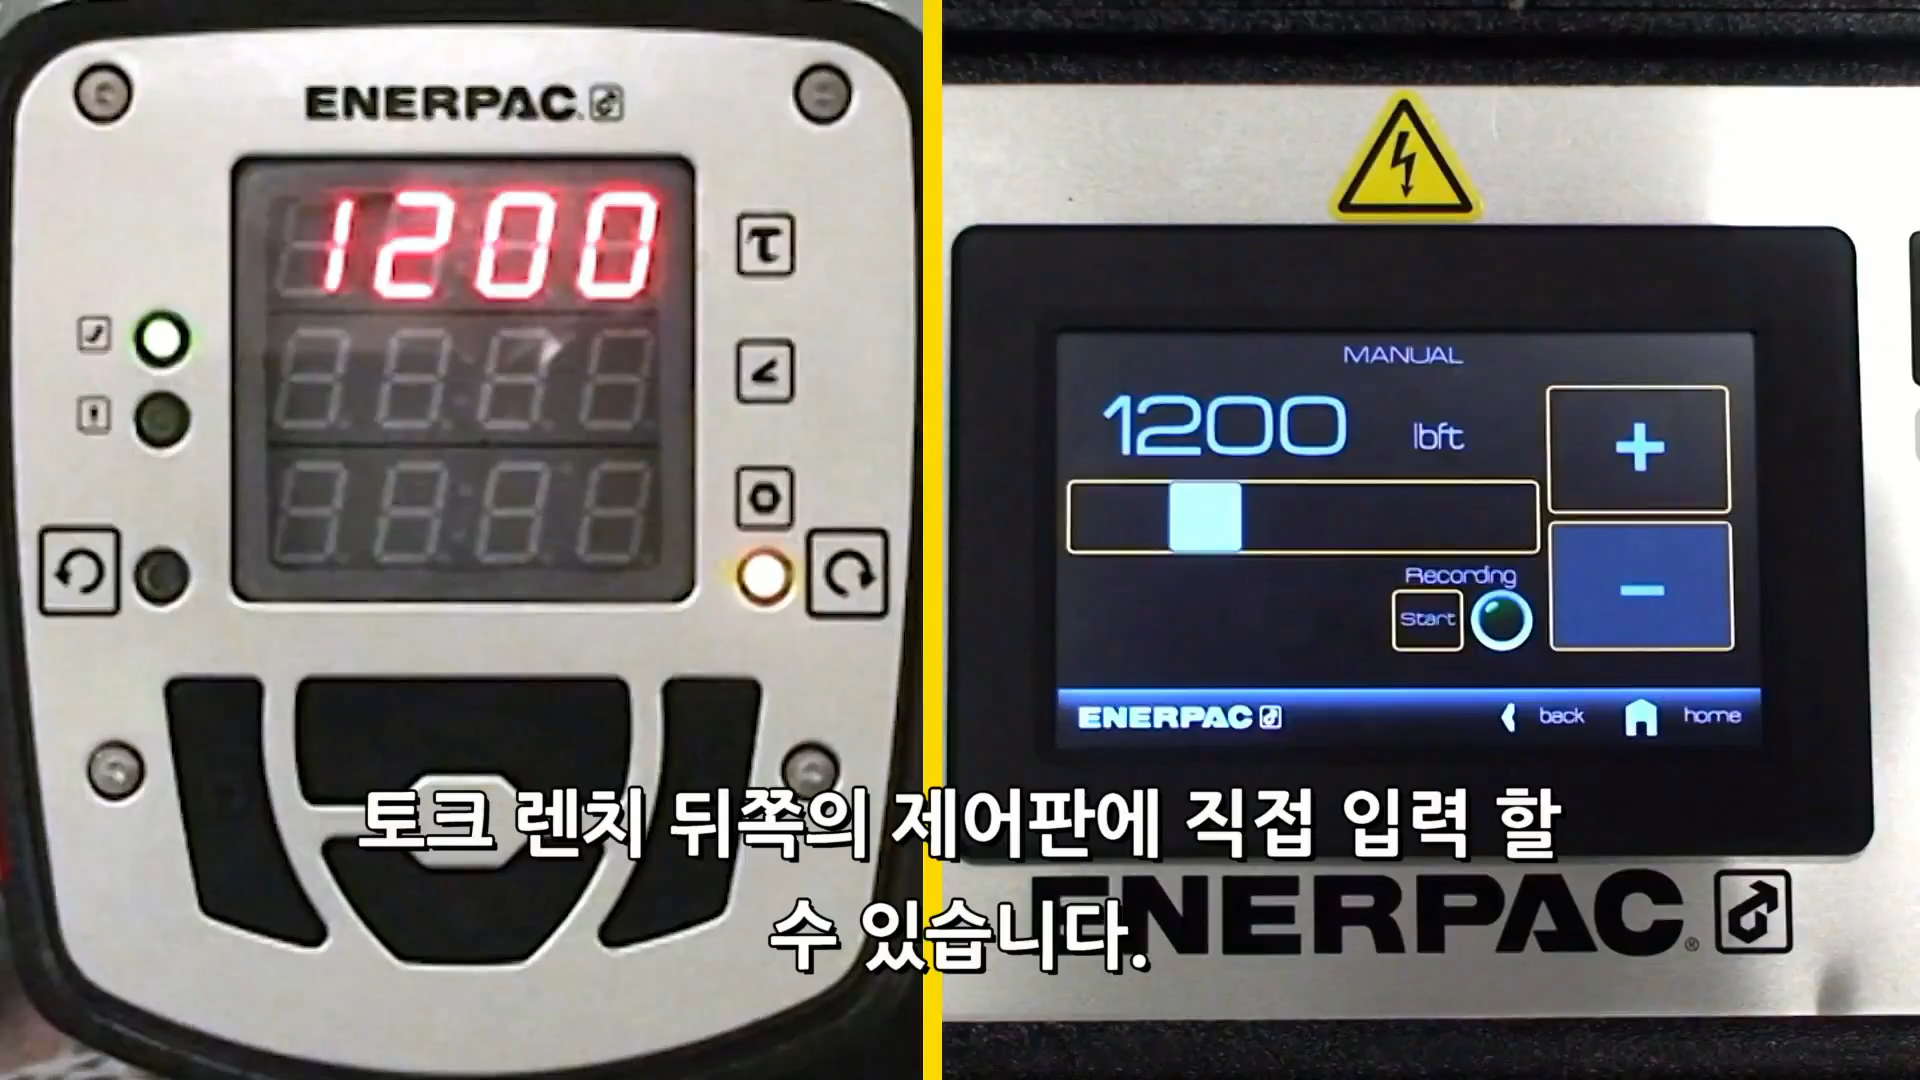 ENERPAC
1200
τ
MANUAL
1200 lbft
+
Recording
Start
-
ENERPAC back home
ENERPAC®
토크 렌치 뒤쪽의 제어판에 직접 입력 할
수 있습니다.